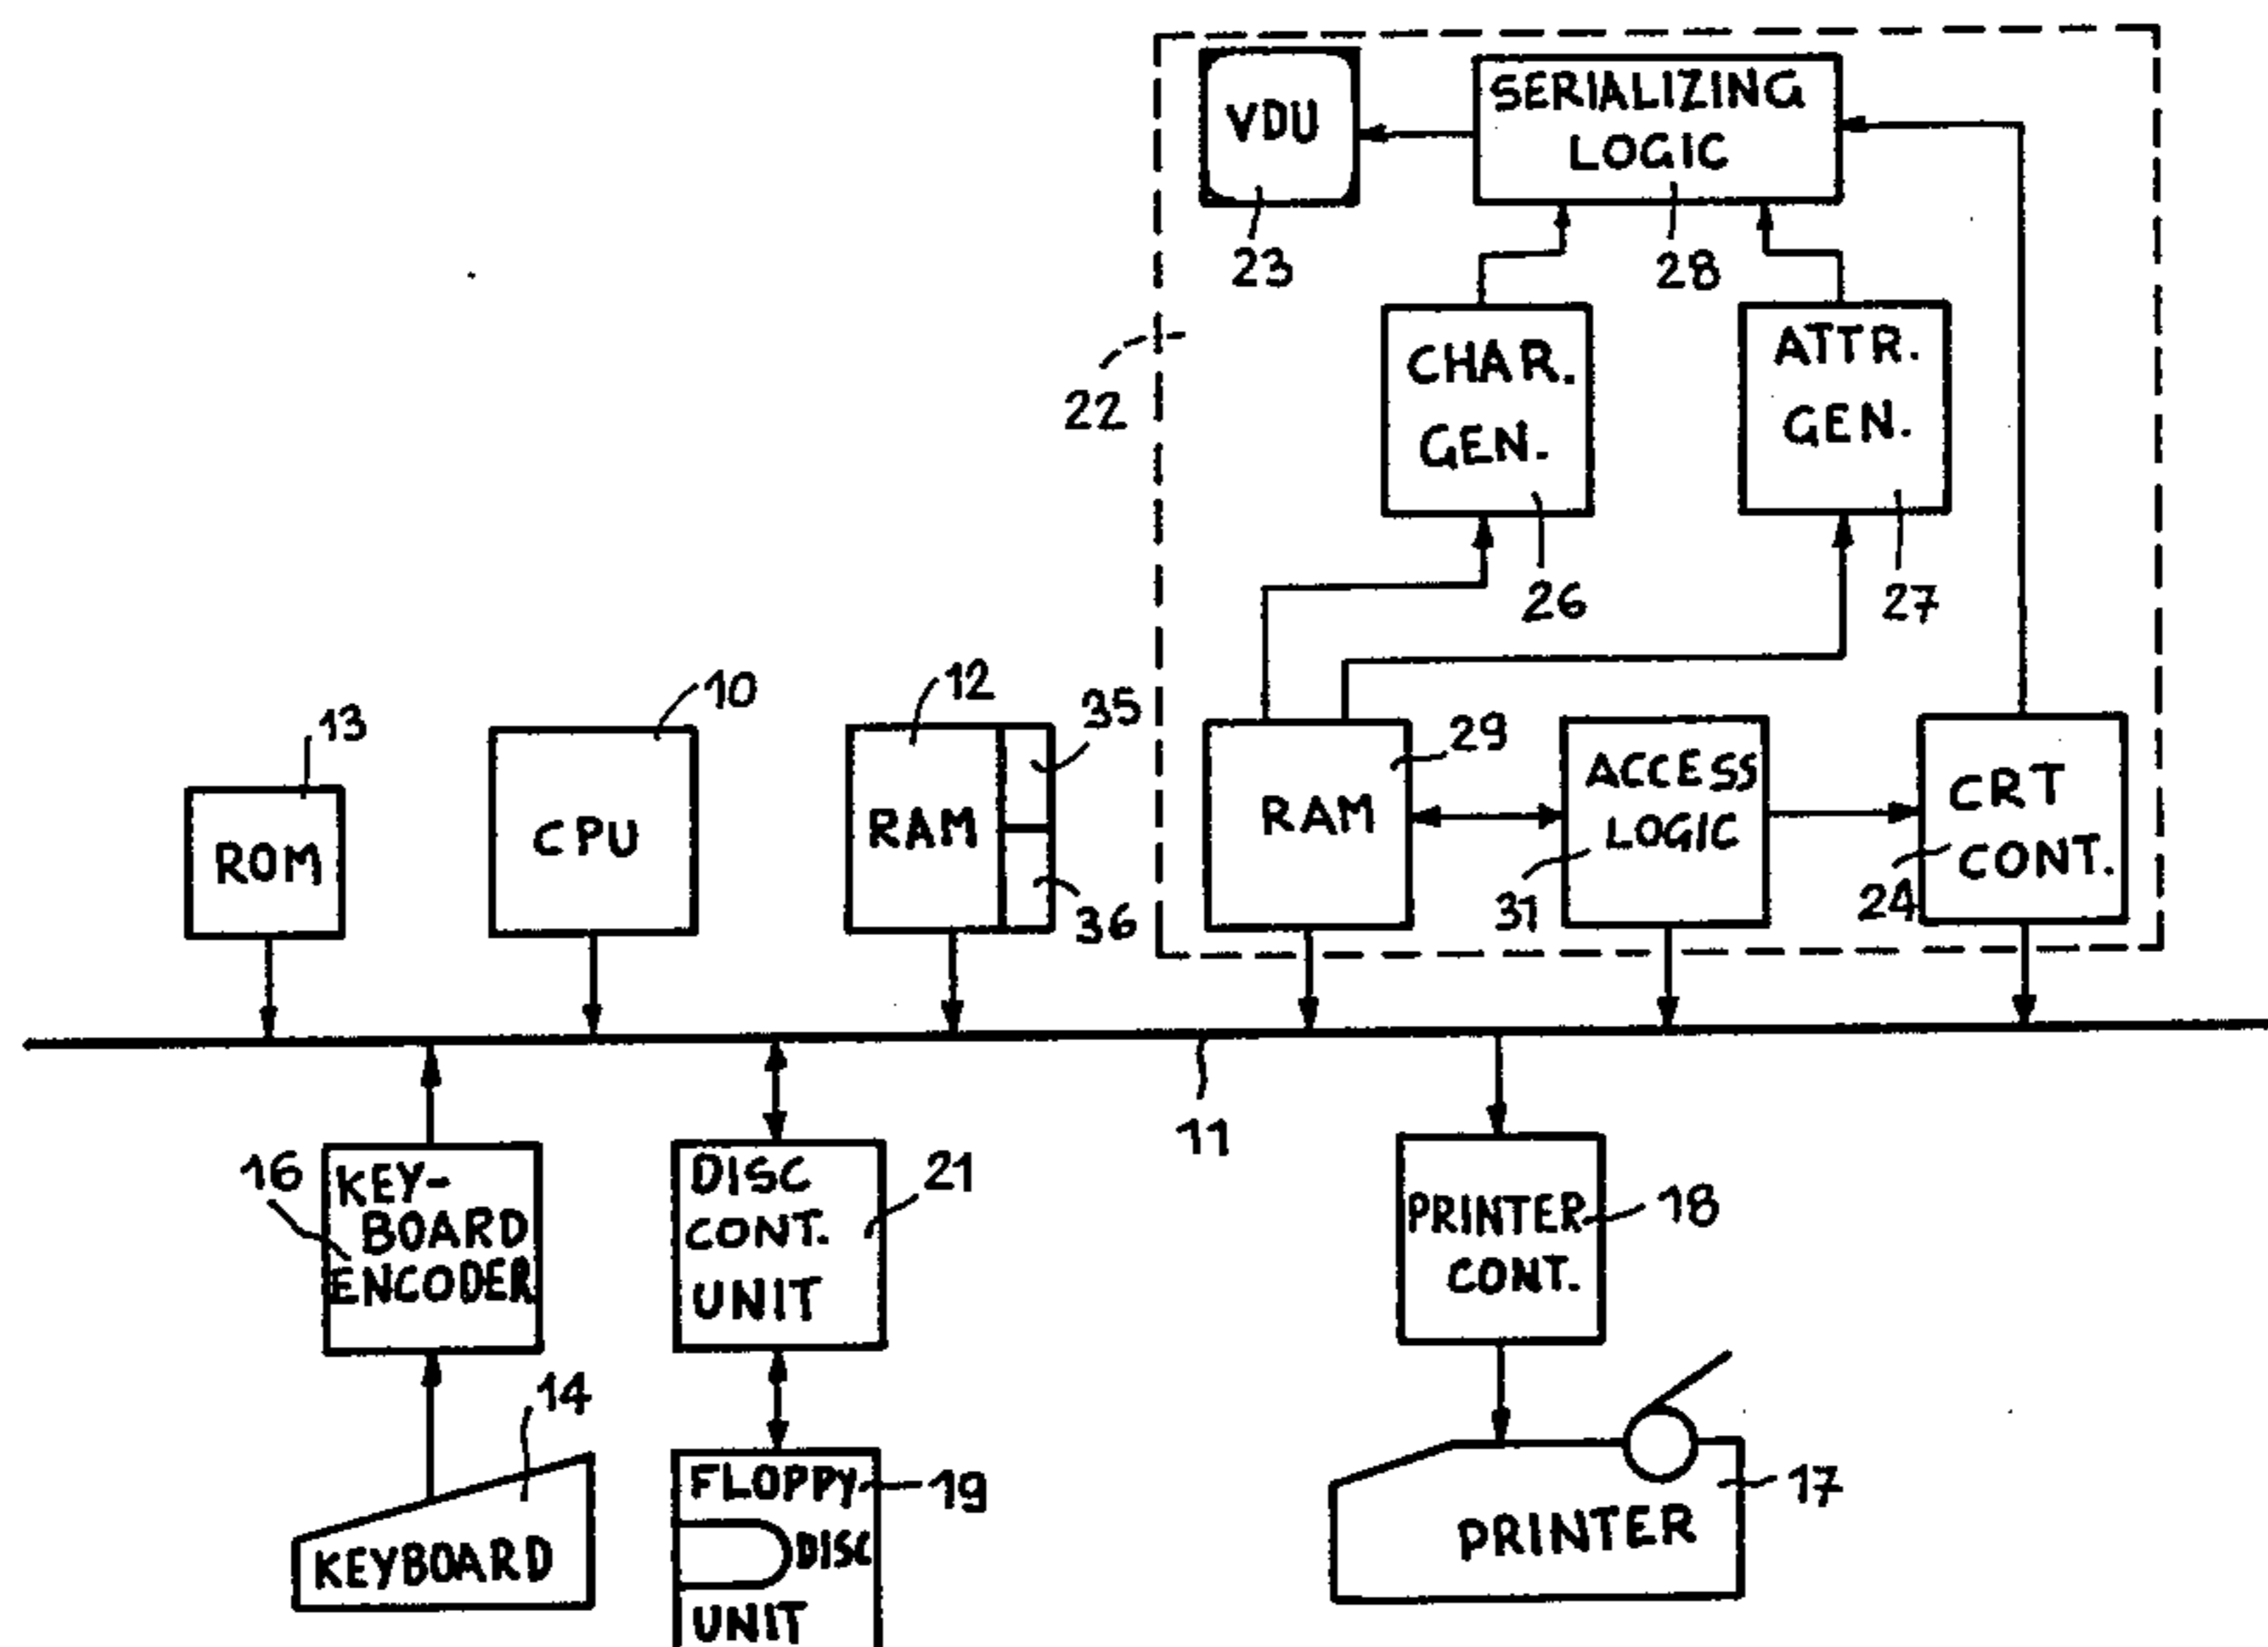 VDU
SERIALIZING
LOGIC
23
28
22
CHAR.
GEN.
26
ATTR.
GEN.
27
13
ROM
10
CPU
12
RAM
35
36
RAM
29
ACCESS
LOGIC
31
CRT
CONT.
24
11
16
KEY-
BOARD
ENCODER
14
KEYBOARD
DISC
CONT.
UNIT
21
FLOPPY
DISC
UNIT
19
PRINTER
CONT.
18
PRINTER
17